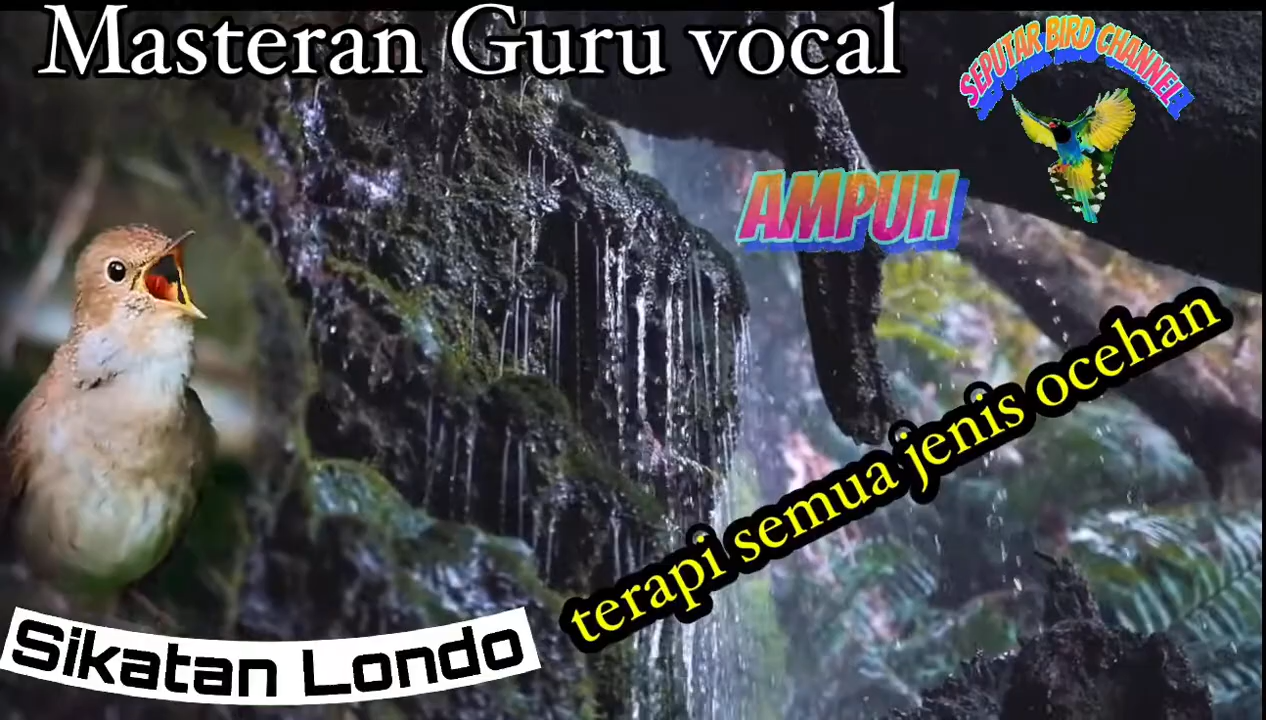 Masteran Guru vocal
SEPUTAR BIRD CHANNEL
AMPUH
terapi semua jenis ocehan
Sikatan Londo